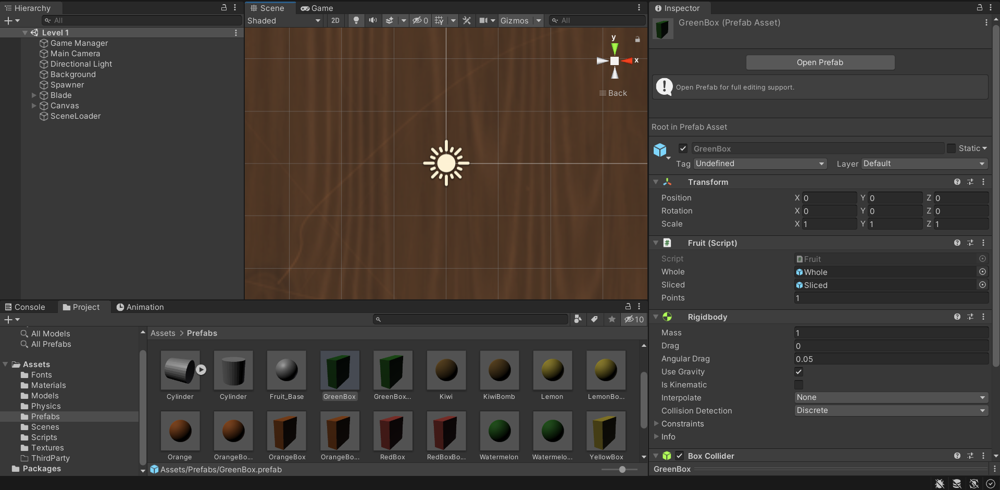 Hierarchy
All
Level 1
Game Manager
Main Camera
Directional Light
Background
Spawner
Blade
Canvas
SceneLoader
Scene
Game
Shaded
2D
0
Gizmos
All
y
x
Back
Console
Project
Animation
10
All Models
All Prefabs
Assets
Fonts
Materials
Models
Physics
Prefabs
Scenes
Scripts
Textures
ThirdParty
Packages
Assets > Prefabs
Cylinder
Cylinder
Fruit_Base
GreenBox
GreenBox...
Kiwi
KiwiBomb
Lemon
LemonBo...
Orange
OrangeBo...
OrangeBox
OrangeBo...
RedBox
RedBoxBo...
Watermelon
Watermelo...
YellowBox
Assets/Prefabs/GreenBox.prefab
Inspector
GreenBox (Prefab Asset)
Open Prefab
Open Prefab for full editing support.
Root in Prefab Asset
GreenBox
Static
Tag Undefined Layer Default
Transform
Position X 0 Y 0 Z 0
Rotation X 0 Y 0 Z 0
Scale X 1 Y 1 Z 1
Fruit (Script)
Script Fruit
Whole Whole
Sliced Sliced
Points 1
Rigidbody
Mass 1
Drag 0
Angular Drag 0.05
Use Gravity
Is Kinematic
Interpolate None
Collision Detection Discrete
Constraints
Info
Box Collider
GreenBox